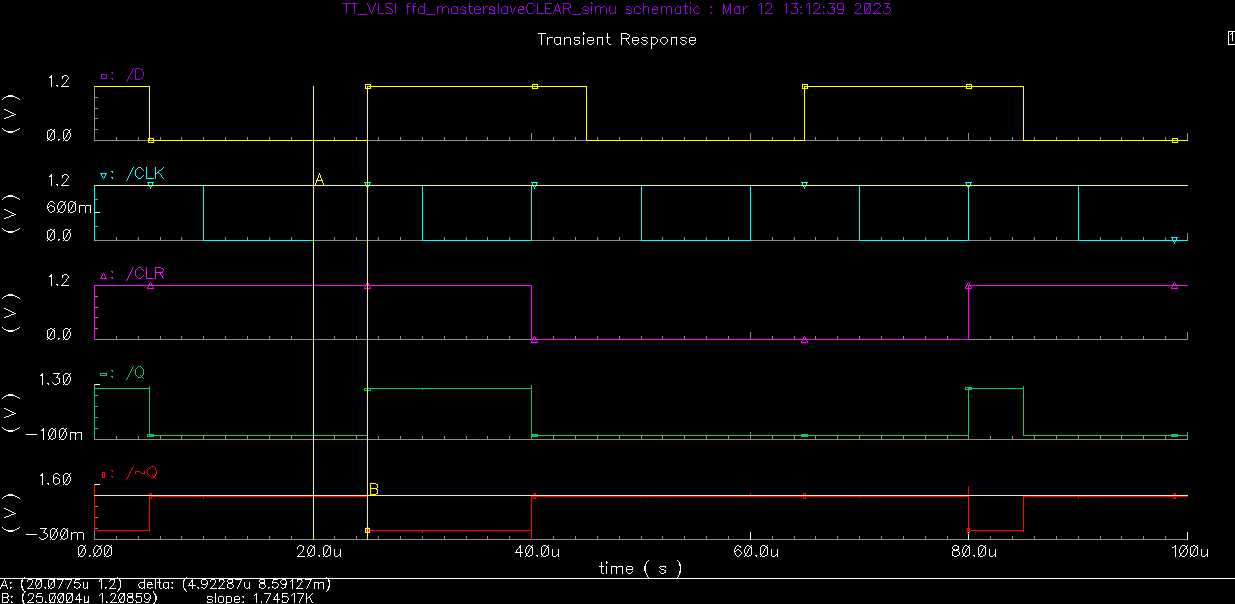 TT_VLSI ffd_masterslaveCLEAR_simu schematic : Mar 12 13:12:39 2023
Transient Response
1
: /D
1.2
(V)
0.0
: /CLK
1.2
A
(V)
600m
0.0
: /CLR
1.2
(V)
0.0
: /Q
1.30
(V)
-100m
: /~Q
1.60
B
(V)
-300m
0.00 20.0u 40.0u 60.0u 80.0u 100u
time ( s )
A: (20.0775u 1.2) delta: (4.92287u 8.59127m)
B: (25.0004u 1.20859) slope: 1.74517K